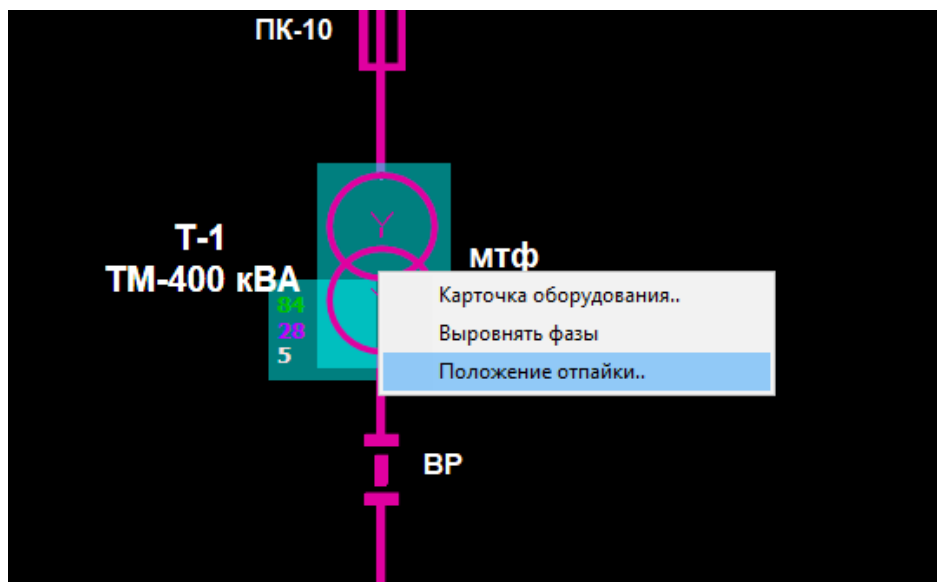 ПК-10
Т-1
ТМ-400 кВА
мтф
84
28
5
Карточка оборудования..
Выровнять фазы
Положение отпайки..
ВР